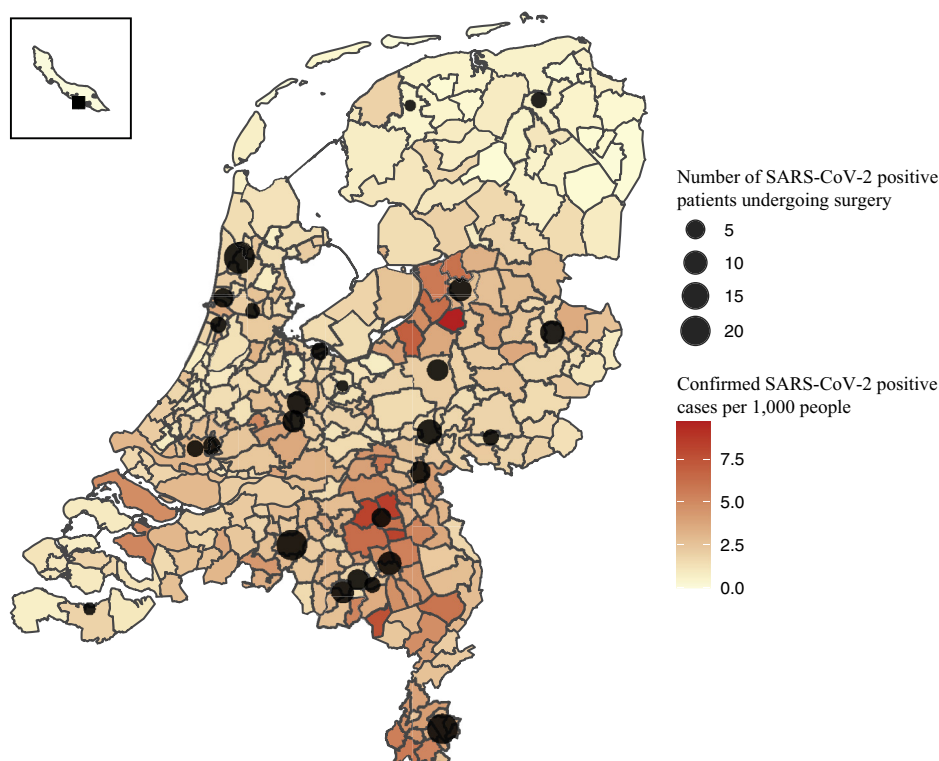 Number of SARS-CoV-2 positive
patients undergoing surgery
5
10
15
20
Confirmed SARS-CoV-2 positive
cases per 1,000 people
7.5
5.0
2.5
0.0